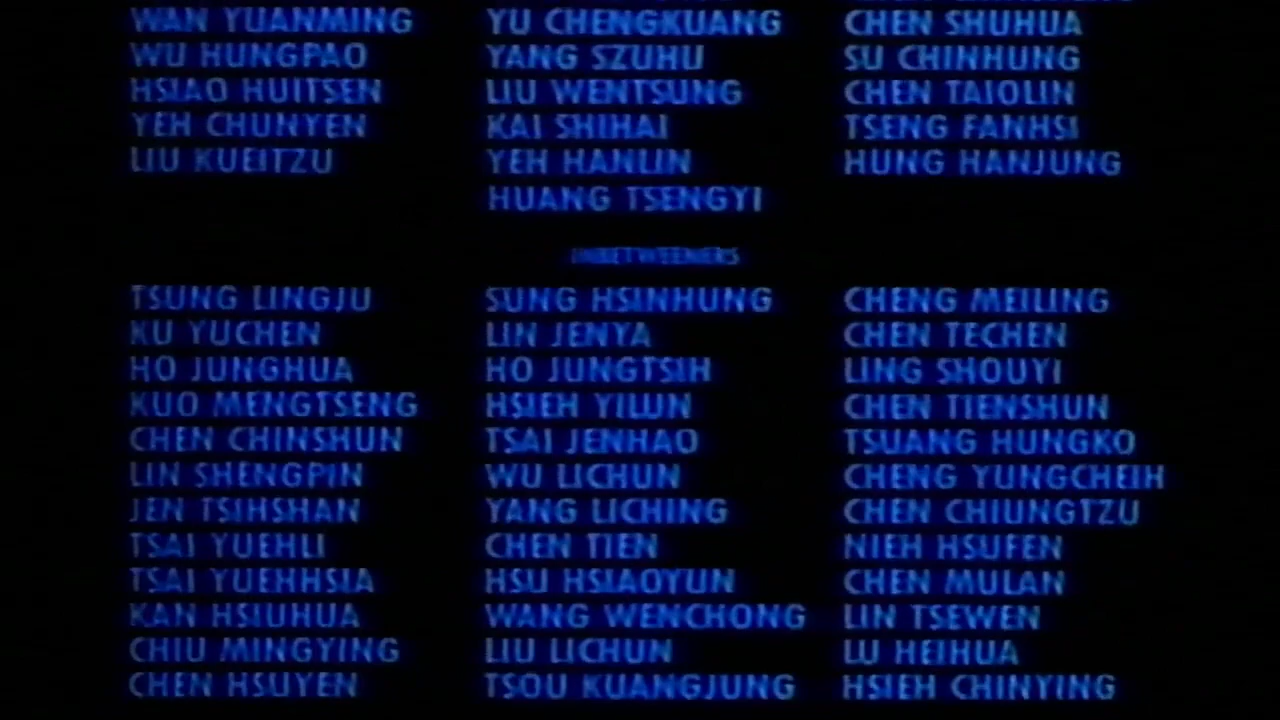 WAN YUANMING YU CHENGKUANG CHEN SHUHUA
WU HUNGPAO YANG SZUHU SU CHINHUNG
HSIAO HUITSEN LIU WENTSUNG CHEN TAIOLIN
YEH CHUNYEN KAI SHIHAI TSENG FANHSI
LIU KUEITZU YEH HANLIN HUNG HANJUNG
HUANG TSENGYI
INBETWEENERS
TSUNG LINGJU SUNG HSINHUNG CHENG MEILING
KU YUCHEN LIN JENYA CHEN TECHEN
HO JUNGHUA HO JUNGTSIH LING SHOUYI
KUO MENGTSENG HSIEH YILUN CHEN TIENSHUN
CHEN CHINSHUN TSAI JENHAO TSUANG HUNGKO
LIN SHENGPIN WU LICHUN CHENG YUNGCHEIH
JEN TSIHSHAN YANG LICHING CHEN CHIUNGTZU
TSAI YUEHLI CHEN TIEN NIEH HSUFEN
TSAI YUEHHSIA HSU HSIAOYUN CHEN MULAN
KAN HSIUHUA WANG WENCHONG LIN TSEWEN
CHIU MINGYING LIU LICHUN LU HEIHUA
CHEN HSUYEN TSOU KUANGJUNG HSIEH CHINYING